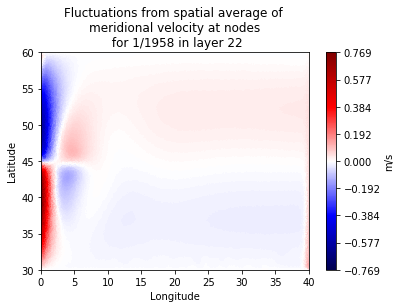 Fluctuations from spatial average of
meridional velocity at nodes
for 1/1958 in layer 22
60
55
50
45
40
35
30
Latitude
0 5 10 15 20 25 30 35 40
Longitude
0.769
0.577
0.384
0.192
0.000
−0.192
−0.384
−0.577
−0.769
m/s